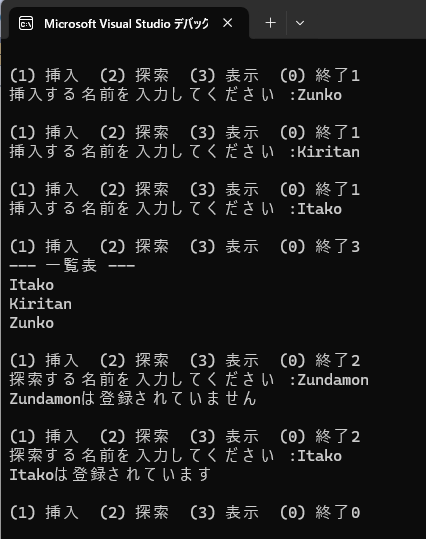 Microsoft Visual Studio デバッグ
(1) 挿入 (2) 探索 (3) 表示 (0) 終了1
挿入する名前を入力してください :Zunko
(1) 挿入 (2) 探索 (3) 表示 (0) 終了1
挿入する名前を入力してください :Kiritan
(1) 挿入 (2) 探索 (3) 表示 (0) 終了1
挿入する名前を入力してください :Itako
(1) 挿入 (2) 探索 (3) 表示 (0) 終了3
--- 一覧表 ---
Itako
Kiritan
Zunko
(1) 挿入 (2) 探索 (3) 表示 (0) 終了2
探索する名前を入力してください :Zundamon
Zundamonは登録されていません
(1) 挿入 (2) 探索 (3) 表示 (0) 終了2
探索する名前を入力してください :Itako
Itakoは登録されています
(1) 挿入 (2) 探索 (3) 表示 (0) 終了0